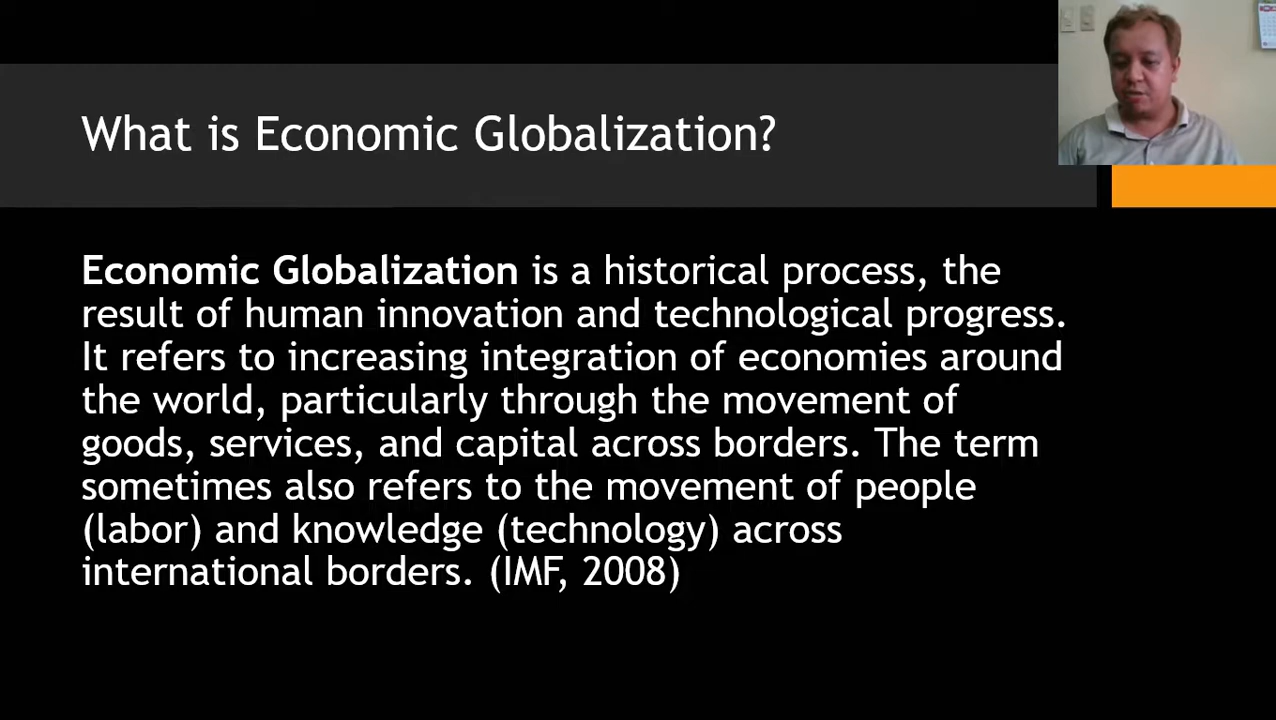 What is Economic Globalization?
Economic Globalization is a historical process, the
result of human innovation and technological progress.
It refers to increasing integration of economies around
the world, particularly through the movement of
goods, services, and capital across borders. The term
sometimes also refers to the movement of people
(labor) and knowledge (technology) across
international borders. (IMF, 2008)